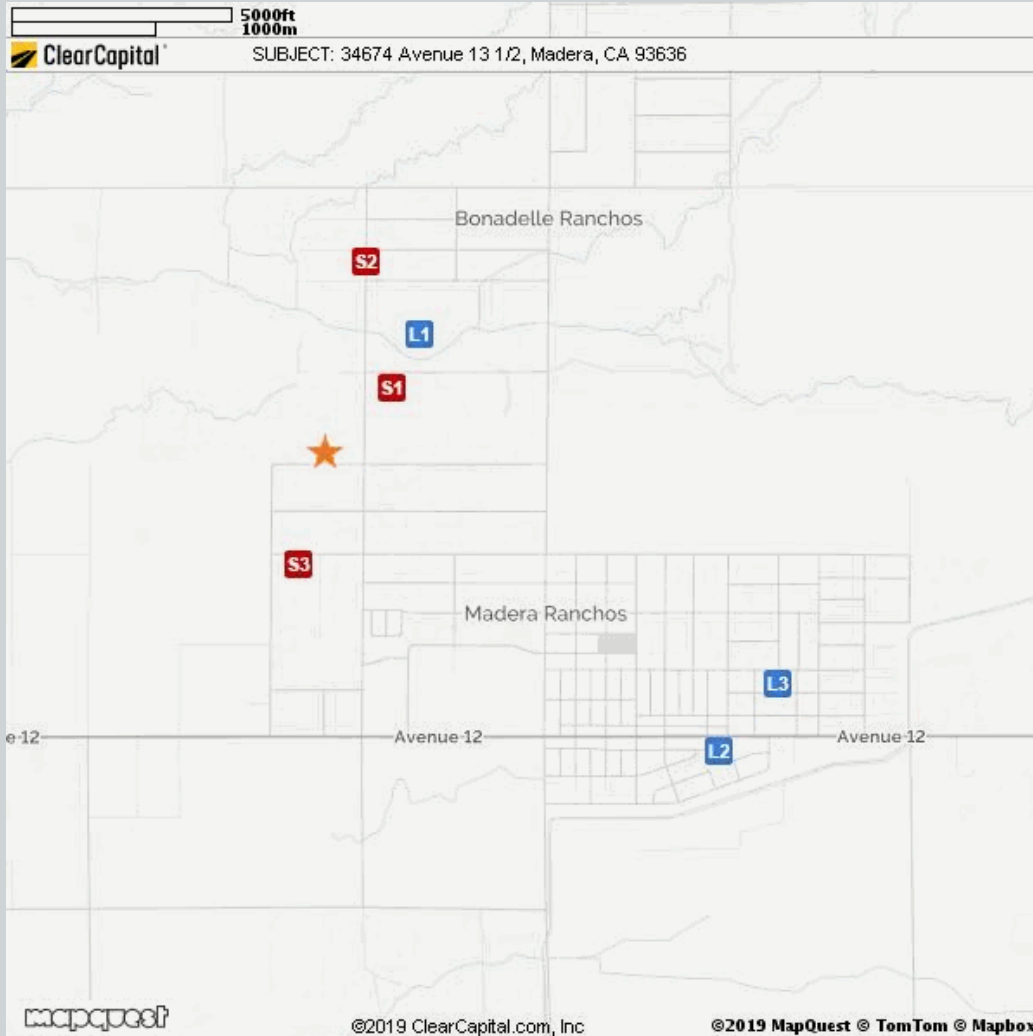 5000ft
1000m
ClearCapital
SUBJECT: 34674 Avenue 13 1/2, Madera, CA 93636
Bonadelle Ranchos
S2
L1
S1
S3
Madera Ranchos
L3
e 12
Avenue 12
Avenue 12
L2
mapquest
©2019 ClearCapital.com, Inc
©2019 MapQuest © TomTom © Mapbox